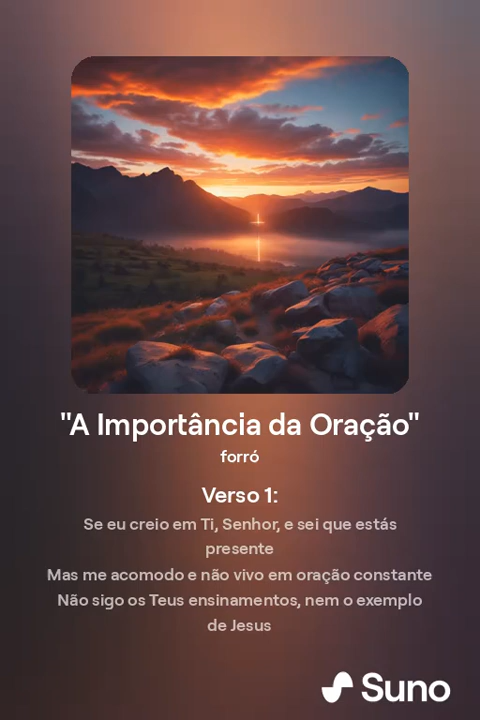 "A Importância da Oração"
forró
Verso 1:
Se eu creio em Ti, Senhor, e sei que estás
presente
Mas me acomodo e não vivo em oração constante
Não sigo os Teus ensinamentos, nem o exemplo
de Jesus
Suno